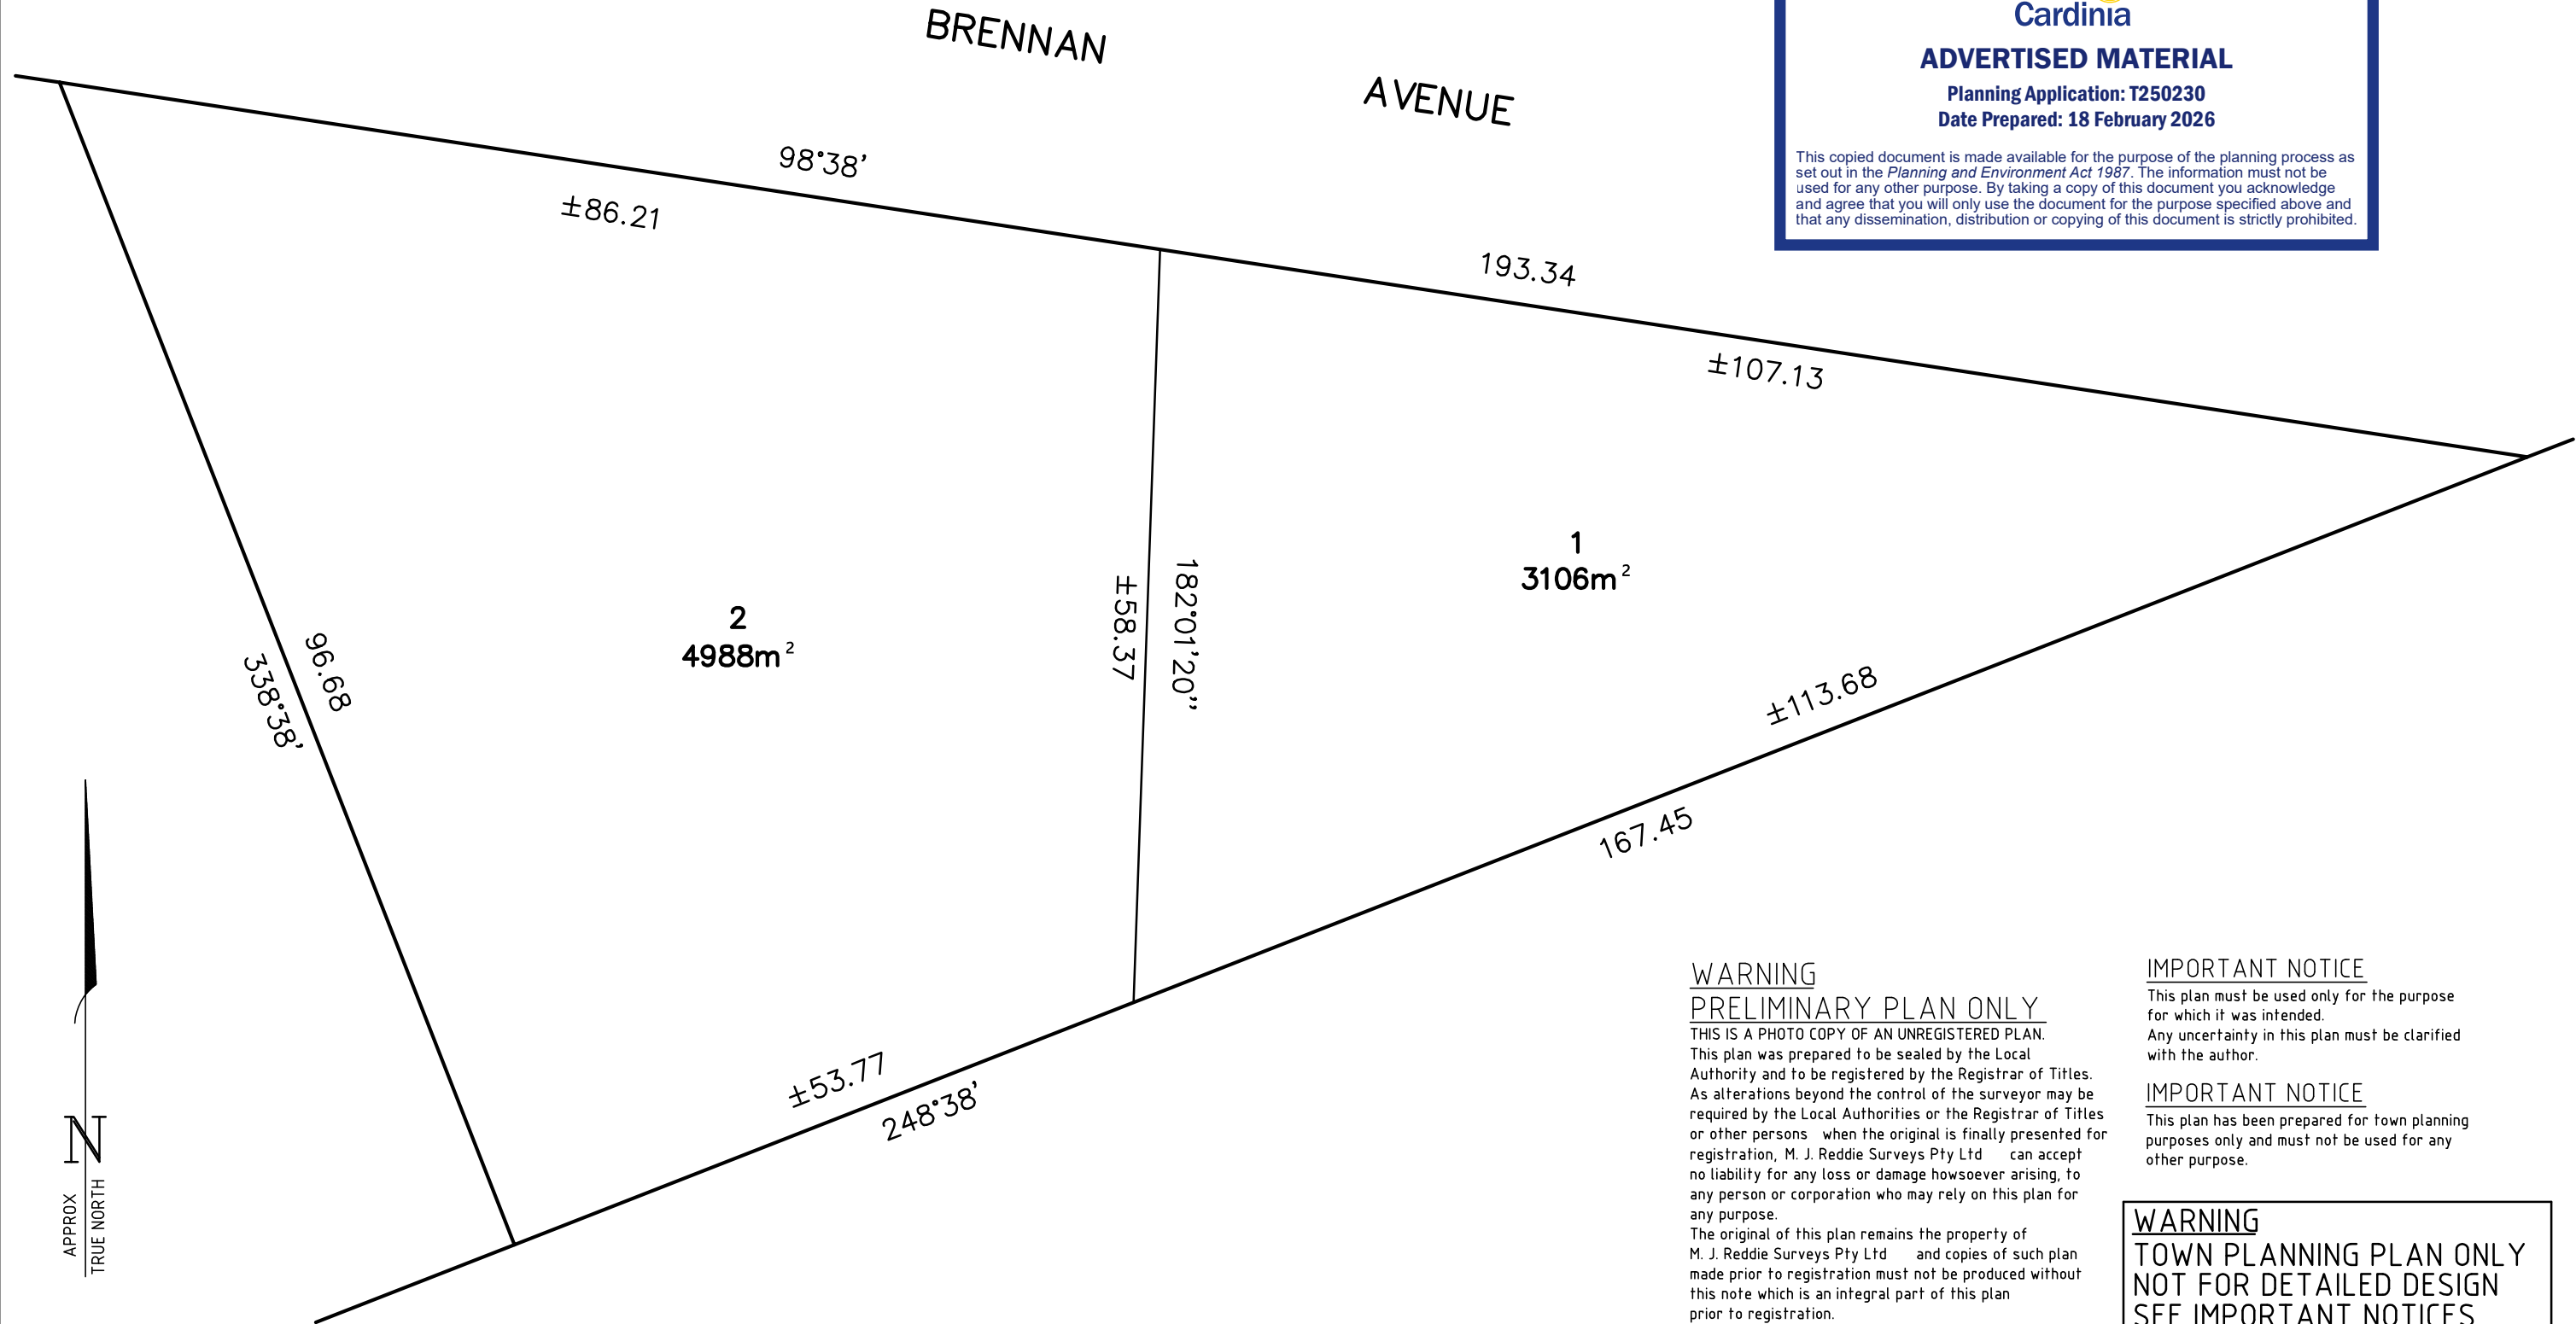 BRENNAN
AVENUE
Cardinia
ADVERTISED MATERIAL
Planning Application: T250230
Date Prepared: 18 February 2026
This copied document is made available for the purpose of the planning process as
set out in the Planning and Environment Act 1987. The information must not be
used for any other purpose. By taking a copy of this document you acknowledge
and agree that you will only use the document for the purpose specified above and
that any dissemination, distribution or copying of this document is strictly prohibited.
98°38'
±86.21
193.34
±107.13
1
3106m²
2
4988m²
±58.37
182°01'20"
96.68
338°38'
±113.68
167.45
±53.77
248°38'
N
APPROX
TRUE NORTH
WARNING
PRELIMINARY PLAN ONLY
THIS IS A PHOTO COPY OF AN UNREGISTERED PLAN.
This plan was prepared to be sealed by the Local
Authority and to be registered by the Registrar of Titles.
As alterations beyond the control of the surveyor may be
required by the Local Authorities or the Registrar of Titles
or other persons when the original is finally presented for
registration, M. J. Reddie Surveys Pty Ltd can accept
no liability for any loss or damage howsoever arising, to
any person or corporation who may rely on this plan for
any purpose.
The original of this plan remains the property of
M. J. Reddie Surveys Pty Ltd and copies of such plan
made prior to registration must not be produced without
this note which is an integral part of this plan
prior to registration.
IMPORTANT NOTICE
This plan must be used only for the purpose
for which it was intended.
Any uncertainty in this plan must be clarified
with the author.
IMPORTANT NOTICE
This plan has been prepared for town planning
purposes only and must not be used for any
other purpose.
WARNING
TOWN PLANNING PLAN ONLY
NOT FOR DETAILED DESIGN
SEE IMPORTANT NOTICES